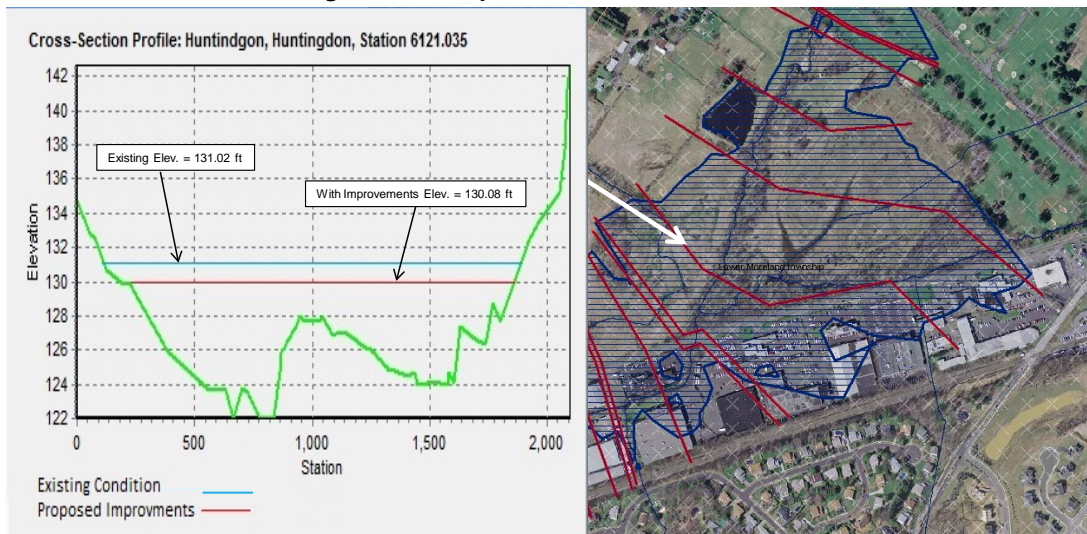 Cross-Section Profile: Huntindgon, Huntingdon, Station 6121.035
142
140
138
136
134
132
130
128
126
124
122
Elevation
Existing Elev. = 131.02 ft
With Improvements Elev. = 130.08 ft
0 500 1,000 1,500 2,000
Station
Existing Condition
Proposed Improvments
Lower Moreland township